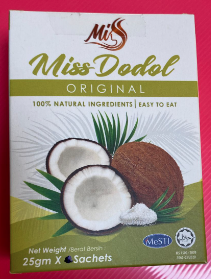 MiSS
Miss Dodol
ORIGINAL
100% NATURAL INGREDIENTS | EASY TO EAT
Net Weight /Berat Bersih
25gm X Sachets
MeSTI